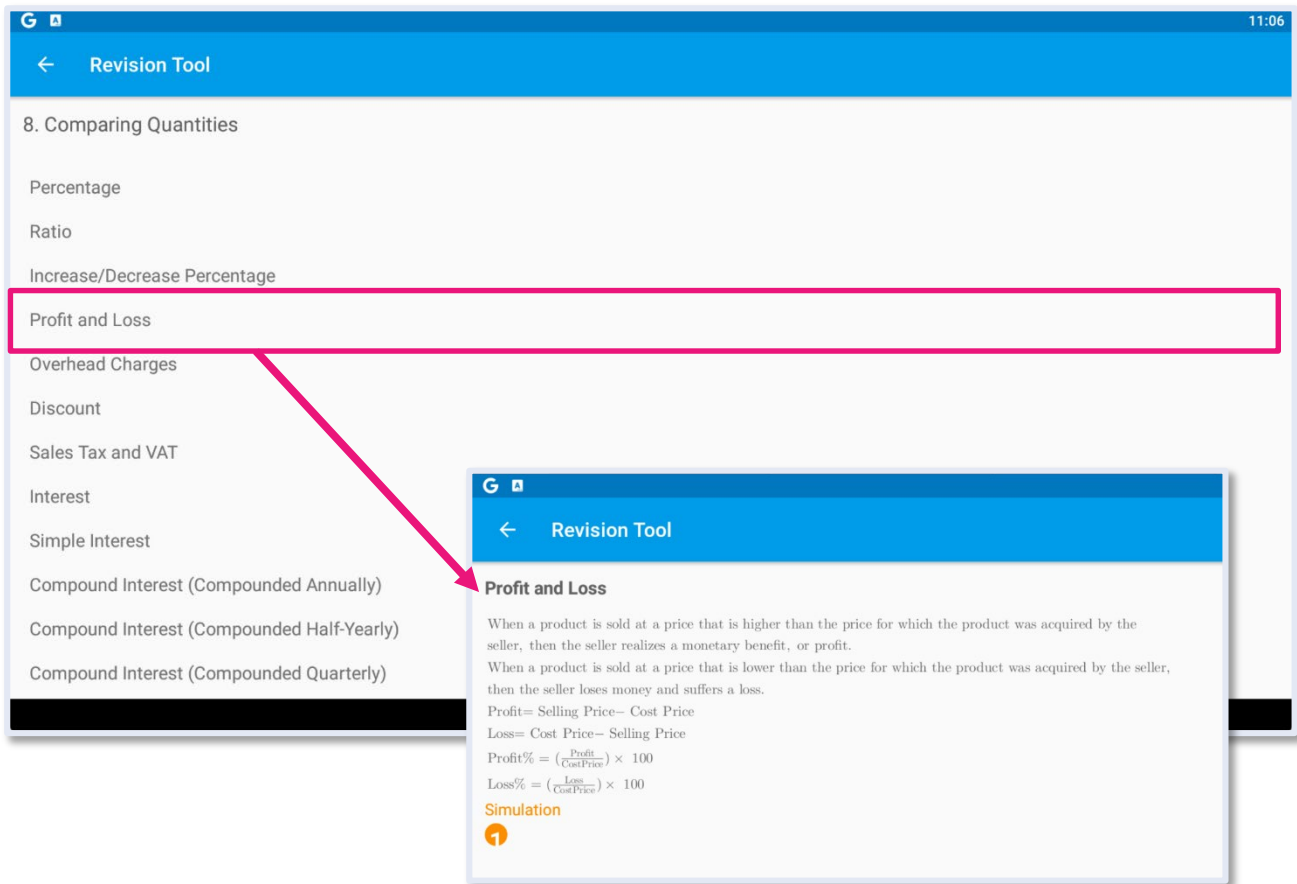 G A 11:06
← Revision Tool
8. Comparing Quantities
Percentage
Ratio
Increase/Decrease Percentage
Profit and Loss
Overhead Charges
Discount
Sales Tax and VAT
Interest
Simple Interest
Compound Interest (Compounded Annually)
Compound Interest (Compounded Half-Yearly)
Compound Interest (Compounded Quarterly)
G A
← Revision Tool
Profit and Loss
When a product is sold at a price that is higher than the price for which the product was acquired by the
seller, then the seller realizes a monetary benefit, or profit.
When a product is sold at a price that is lower than the price for which the product was acquired by the seller,
then the seller loses money and suffers a loss.
Profit= Selling Price− Cost Price
Loss= Cost Price− Selling Price
Profit% = (Profit/CostPrice) × 100
Loss% = (Loss/CostPrice) × 100
Simulation
1